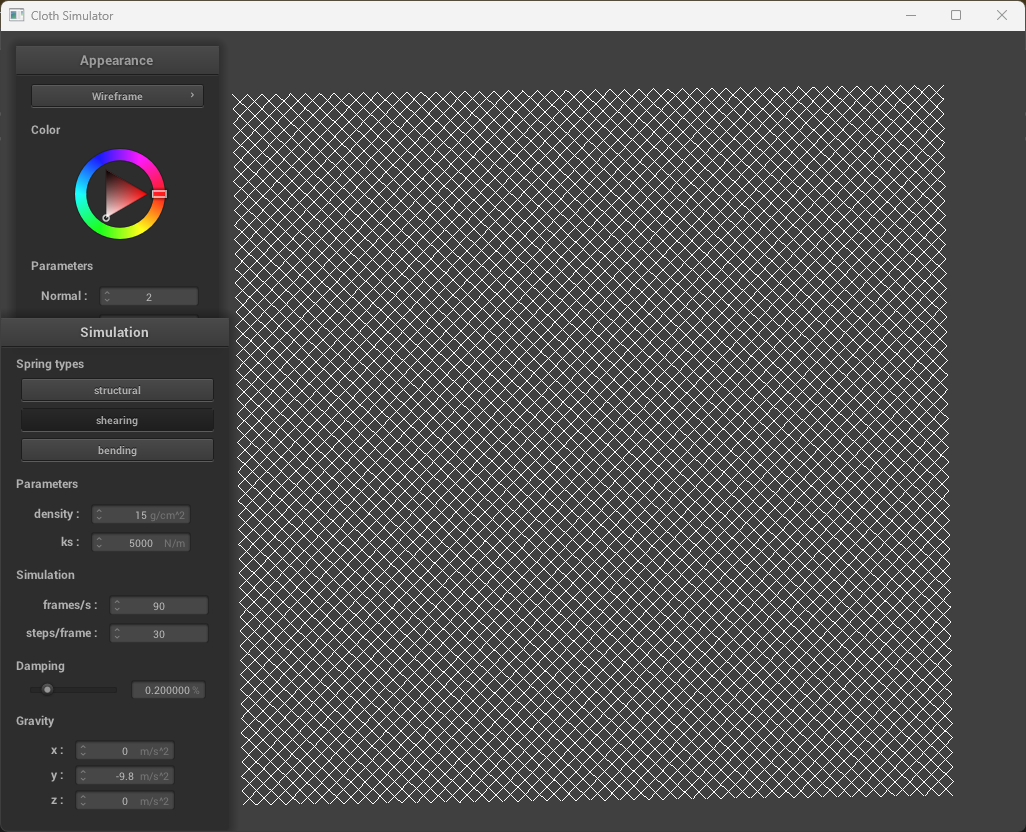 Cloth Simulator
Appearance
Wireframe
Color
Parameters
Normal : 2
Simulation
Spring types
structural
shearing
bending
Parameters
density : 15 g/cm^2
ks : 5000 N/m
Simulation
frames/s : 90
steps/frame : 30
Damping
0.200000 %
Gravity
x : 0 m/s^2
y : -9.8 m/s^2
z : 0 m/s^2